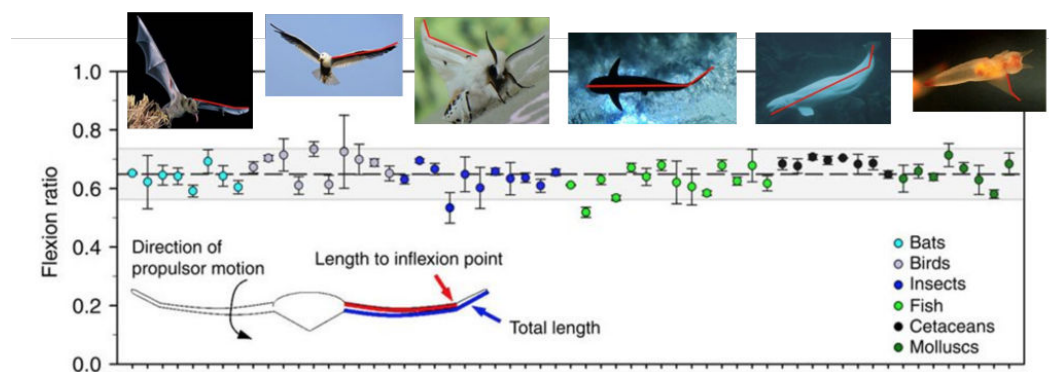 1.0
0.8
0.6
0.4
0.2
0.0
Flexion ratio
Direction of
propulsor motion
Length to inflexion point
Total length
Bats
Birds
Insects
Fish
Cetaceans
Molluscs